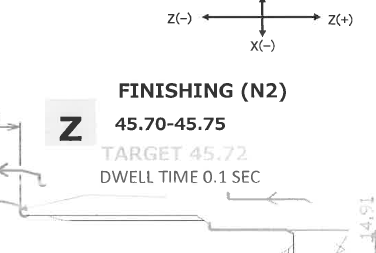 Z(-) Z(+)
X(-)
FINISHING (N2)
Z 45.70-45.75
TARGET 45.72
DWELL TIME 0.1 SEC
14.91